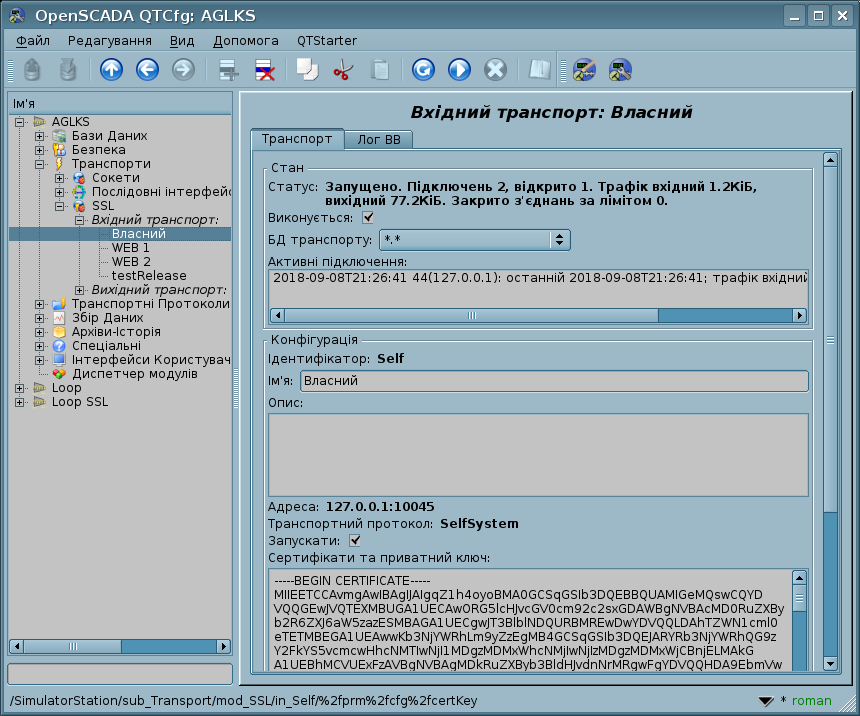 OpenSCADA QTCfg: AGLKS
Файл Редагування Вид Допомога QTStarter
Ім'я
AGLKS
Бази Даних
Безпека
Транспорти
Сокети
Послідовні інтерфейс
SSL
Вхідний транспорт:
Власний
WEB 1
WEB 2
testRelease
Вихідний транспорт:
Транспортні Протоколи
Збір Даних
Архіви-Історія
Спеціальні
Інтерфейси Користувач
Диспетчер модулів
Loop
Loop SSL
Вхідний транспорт: Власний
Транспорт Лог ВВ
Стан
Статус: Запущено. Підключень 2, відкрито 1. Трафік вхідний 1.2КіБ,
вихідний 77.2КіБ. Закрито з'єднань за лімітом 0.
Виконується:
БД транспорту: *.*
Активні підключення:
2018-09-08T21:26:41 44(127.0.0.1): останній 2018-09-08T21:26:41; трафік вхідний
Конфігурація
Ідентифікатор: Self
Ім'я: Власний
Опис:
Адреса: 127.0.0.1:10045
Транспортний протокол: SelfSystem
Запускати:
Сертифікати та приватний ключ:
-----BEGIN CERTIFICATE-----
/SimulatorStation/sub_Transport/mod_SSL/in_Self/%2fprm%2fcfg%2fcertKey
* roman